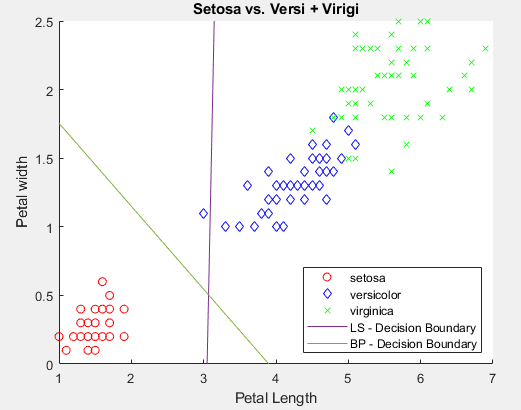 Setosa vs. Versi + Virigi
2.5
2
1.5
1
0.5
0
Petal width
1 2 3 4 5 6 7
Petal Length
setosa
versicolor
virginica
LS - Decision Boundary
BP - Decision Boundary